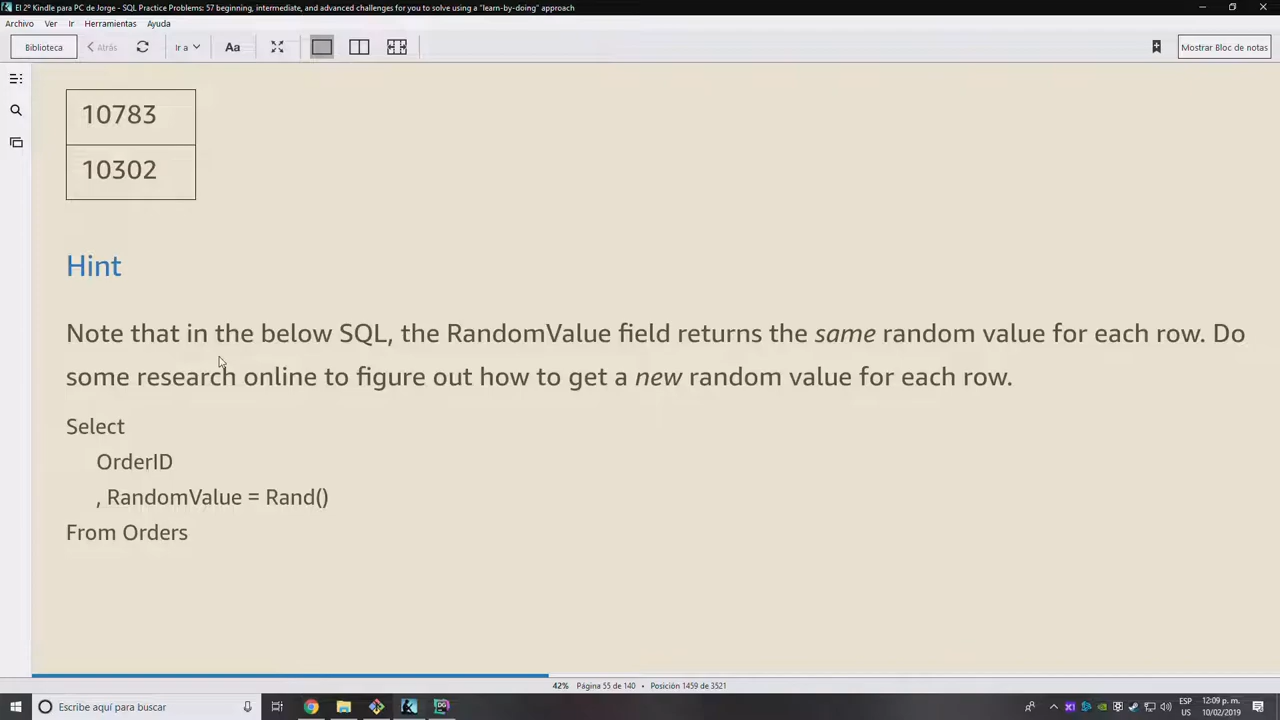 El 2º Kindle para PC de Jorge - SQL Practice Problems: 57 beginning, intermediate, and advanced challenges for you to solve using a “learn-by-doing” approach
Archivo Ver Ir Herramientas Ayuda
Biblioteca Atrás Ir a Aa Mostrar Bloc de notas
10783
10302
Hint
Note that in the below SQL, the RandomValue field returns the same random value for each row. Do
some research online to figure out how to get a new random value for each row.
Select
OrderID
, RandomValue = Rand()
From Orders
42% Página 55 de 140 • Posición 1459 de 3521
Escribe aquí para buscar
ESP 12:09 p. m.
US 10/02/2019